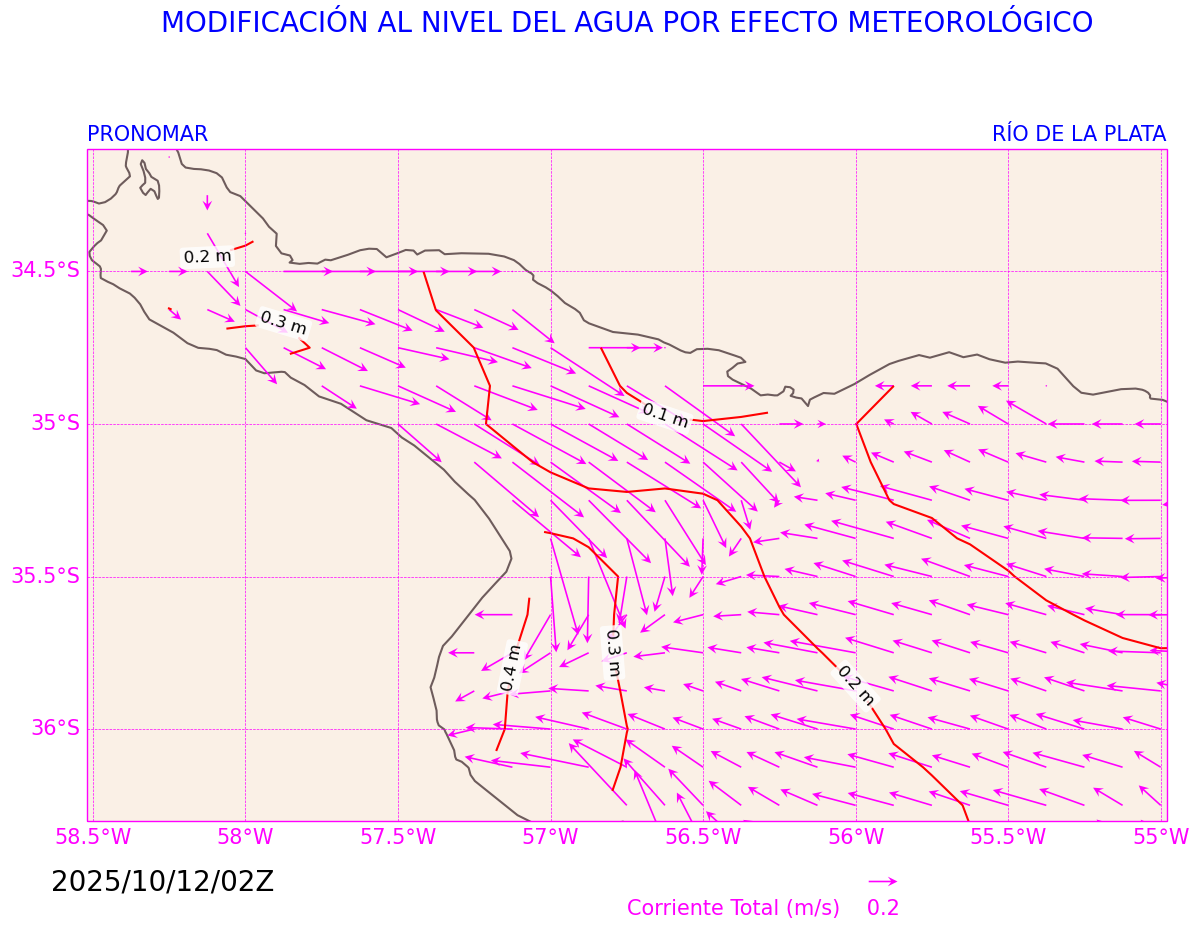 MODIFICACIÓN AL NIVEL DEL AGUA POR EFECTO METEOROLÓGICO
PRONOMAR
RÍO DE LA PLATA
0.2 m
34.5°S
0.3 m
0.1 m
35°S
35.5°S
0.4 m
0.3 m
0.2 m
36°S
58.5°W
58°W
57.5°W
57°W
56.5°W
56°W
55.5°W
55°W
2025/10/12/02Z
Corriente Total (m/s)
0.2